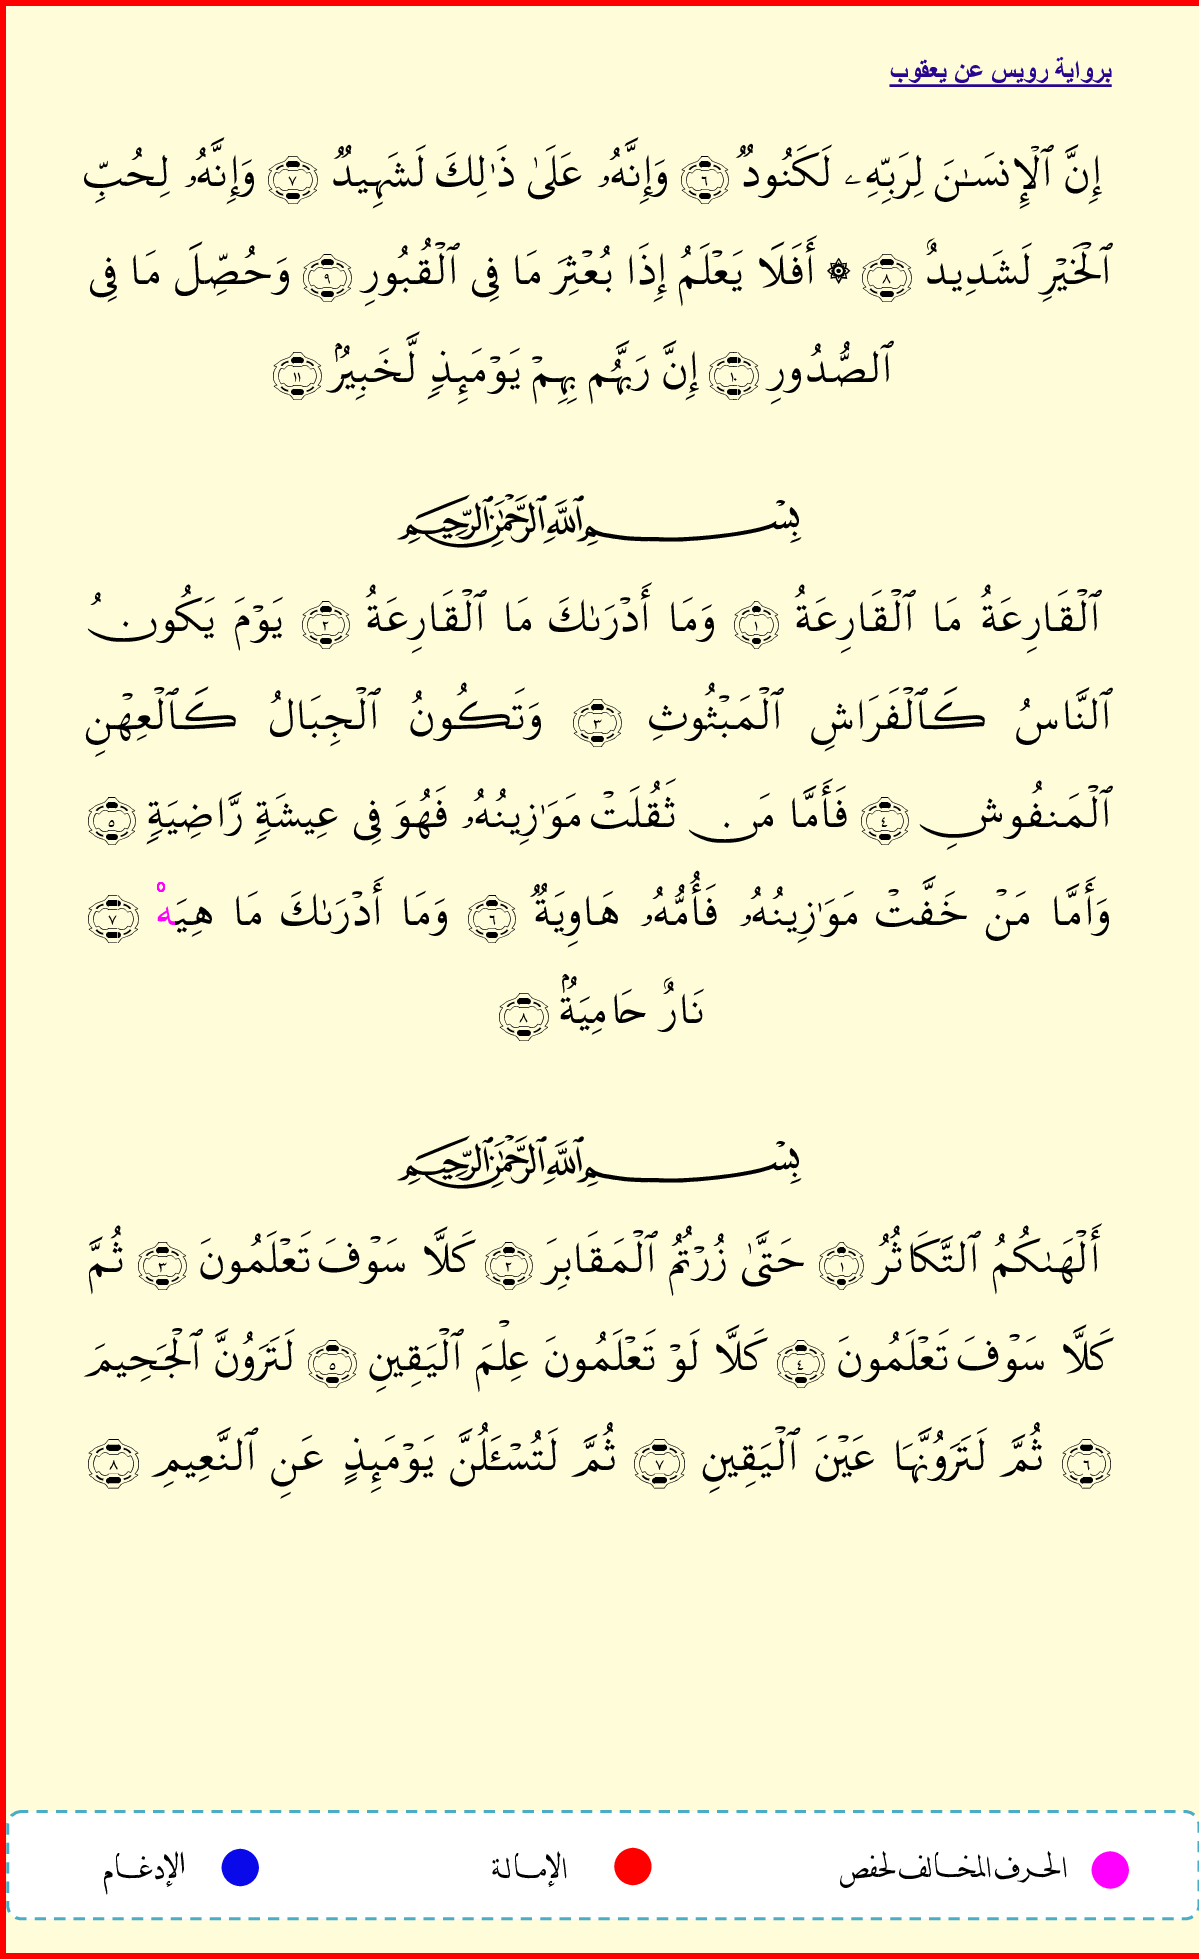 برواية رويس عن يعقوب
إِنَّ ٱلْإِنسَـٰنَ لِرَبِّهِۦ لَكَنُودٌ ٦ وَإِنَّهُۥ عَلَىٰ ذَٰلِكَ لَشَهِيدٌ ٧ وَإِنَّهُۥ لِحُبِّ
ٱلْخَيْرِ لَشَدِيدٌ ٨ ۞ أَفَلَا يَعْلَمُ إِذَا بُعْثِرَ مَا فِى ٱلْقُبُورِ ٩ وَحُصِّلَ مَا فِى
ٱلصُّدُورِ ١٠ إِنَّ رَبَّهُم بِهِمْ يَوْمَئِذٍ لَّخَبِيرٌۢ ١١
بِسْمِ ٱللَّهِ ٱلرَّحْمَـٰنِ ٱلرَّحِيمِ
ٱلْقَارِعَةُ مَا ٱلْقَارِعَةُ ١ وَمَا أَدْرَىٰكَ مَا ٱلْقَارِعَةُ ٢ يَوْمَ يَكُونُ
ٱلنَّاسُ كَٱلْفَرَاشِ ٱلْمَبْثُوثِ ٣ وَتَكُونُ ٱلْجِبَالُ كَٱلْعِهْنِ
ٱلْمَنفُوشِ ٤ فَأَمَّا مَن ثَقُلَتْ مَوَٰزِينُهُۥ فَهُوَ فِى عِيشَةٍ رَّاضِيَةٍ ٥
وَأَمَّا مَنْ خَفَّتْ مَوَٰزِينُهُۥ فَأُمُّهُۥ هَاوِيَةٌ ٦ وَمَا أَدْرَىٰكَ مَا هِيَهْ ٧
نَارٌ حَامِيَةٌۢ ٨
بِسْمِ ٱللَّهِ ٱلرَّحْمَـٰنِ ٱلرَّحِيمِ
أَلْهَىٰكُمُ ٱلتَّكَاثُرُ ١ حَتَّىٰ زُرْتُمُ ٱلْمَقَابِرَ ٢ كَلَّا سَوْفَ تَعْلَمُونَ ٣ ثُمَّ
كَلَّا سَوْفَ تَعْلَمُونَ ٤ كَلَّا لَوْ تَعْلَمُونَ عِلْمَ ٱلْيَقِينِ ٥ لَتَرَوُنَّ ٱلْجَحِيمَ
٦ ثُمَّ لَتَرَوُنَّهَا عَيْنَ ٱلْيَقِينِ ٧ ثُمَّ لَتُسْـَٔلُنَّ يَوْمَئِذٍ عَنِ ٱلنَّعِيمِ ٨
الحرف المخالف لحفص
الإمالة
الإدغام